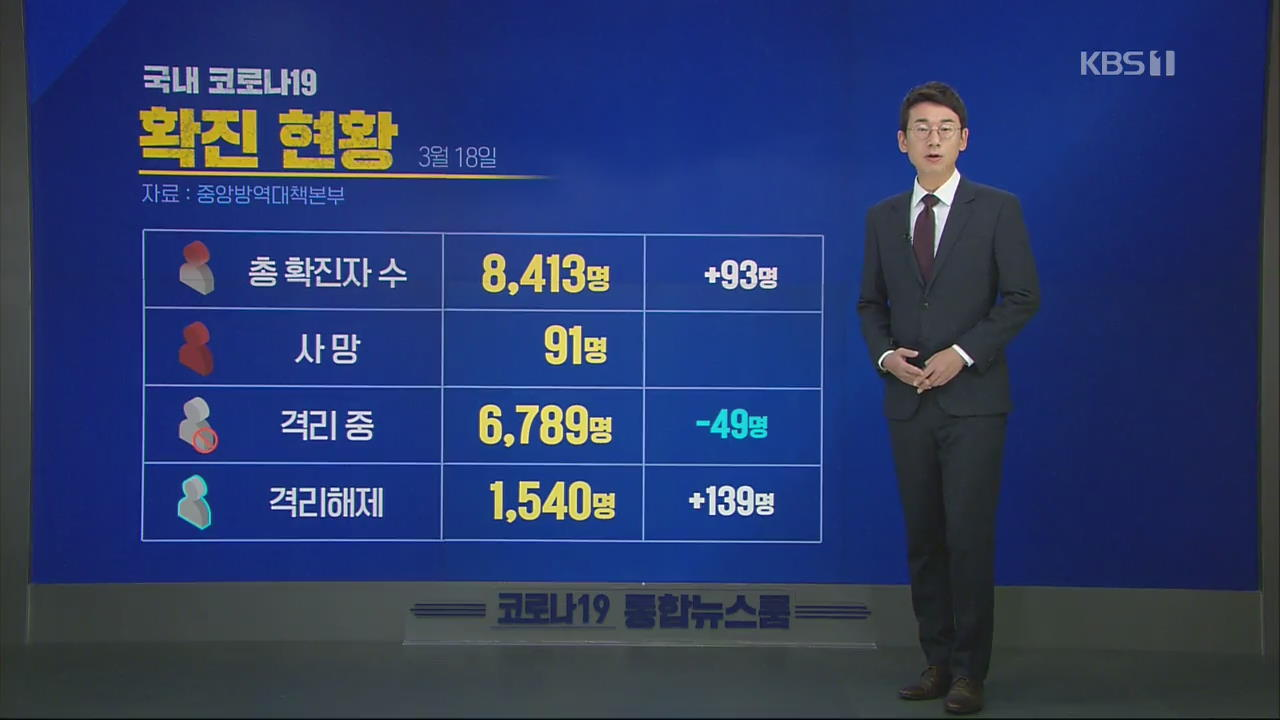 국내 코로나19
KBS1
확진 현황 3월 18일
자료 : 중앙방역대책본부
총 확진자 수 8,413명 +93명
사 망 91명
격리 중 6,789명 -49명
격리해제 1,540명 +139명
코로나19 통합뉴스룸